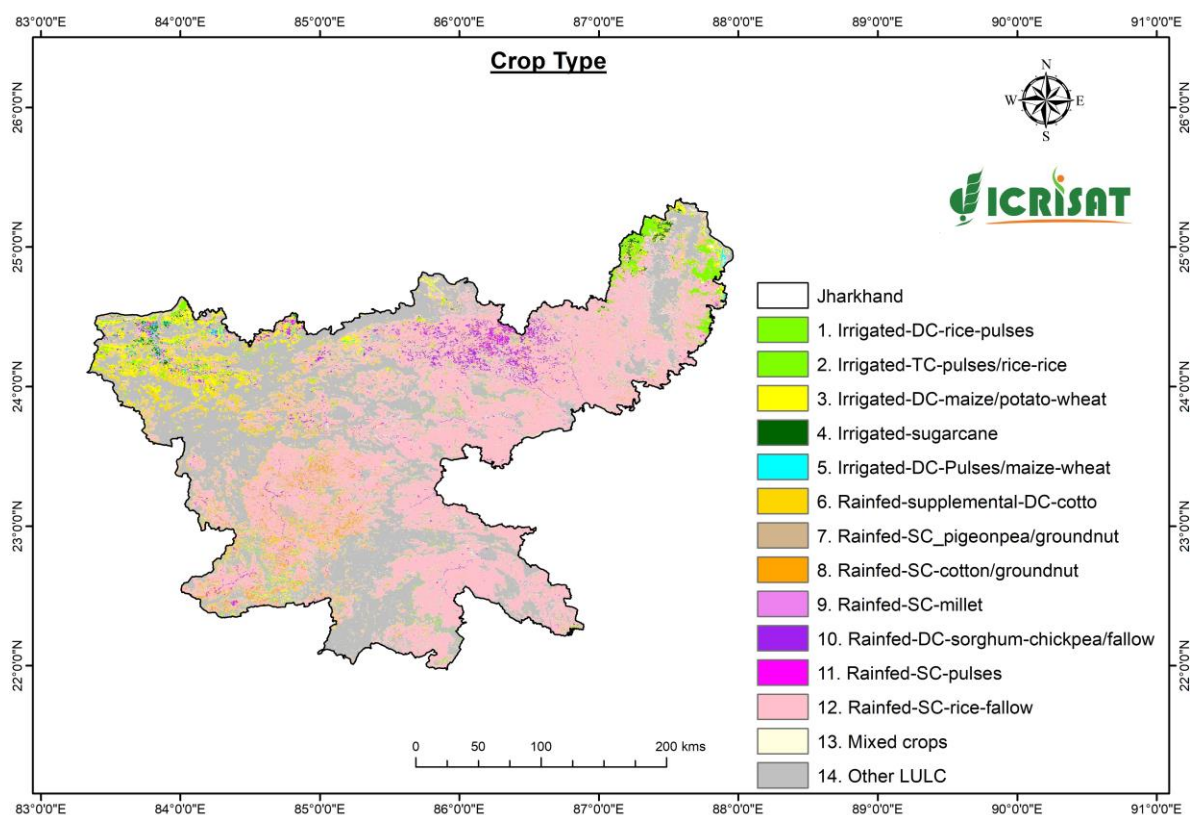 83°0'0"E 84°0'0"E 85°0'0"E 86°0'0"E 87°0'0"E 88°0'0"E 89°0'0"E 90°0'0"E 91°0'0"E
Crop Type
N
W E
S
ICRISAT
26°0'0"N 26°0'0"N
25°0'0"N 25°0'0"N
24°0'0"N 24°0'0"N
23°0'0"N 23°0'0"N
22°0'0"N 22°0'0"N
Jharkhand
1. Irrigated-DC-rice-pulses
2. Irrigated-TC-pulses/rice-rice
3. Irrigated-DC-maize/potato-wheat
4. Irrigated-sugarcane
5. Irrigated-DC-Pulses/maize-wheat
6. Rainfed-supplemental-DC-cotto
7. Rainfed-SC_pigeonpea/groundnut
8. Rainfed-SC-cotton/groundnut
9. Rainfed-SC-millet
10. Rainfed-DC-sorghum-chickpea/fallow
11. Rainfed-SC-pulses
12. Rainfed-SC-rice-fallow
13. Mixed crops
14. Other LULC
0 50 100 200 kms
83°0'0"E 84°0'0"E 85°0'0"E 86°0'0"E 87°0'0"E 88°0'0"E 89°0'0"E 90°0'0"E 91°0'0"E